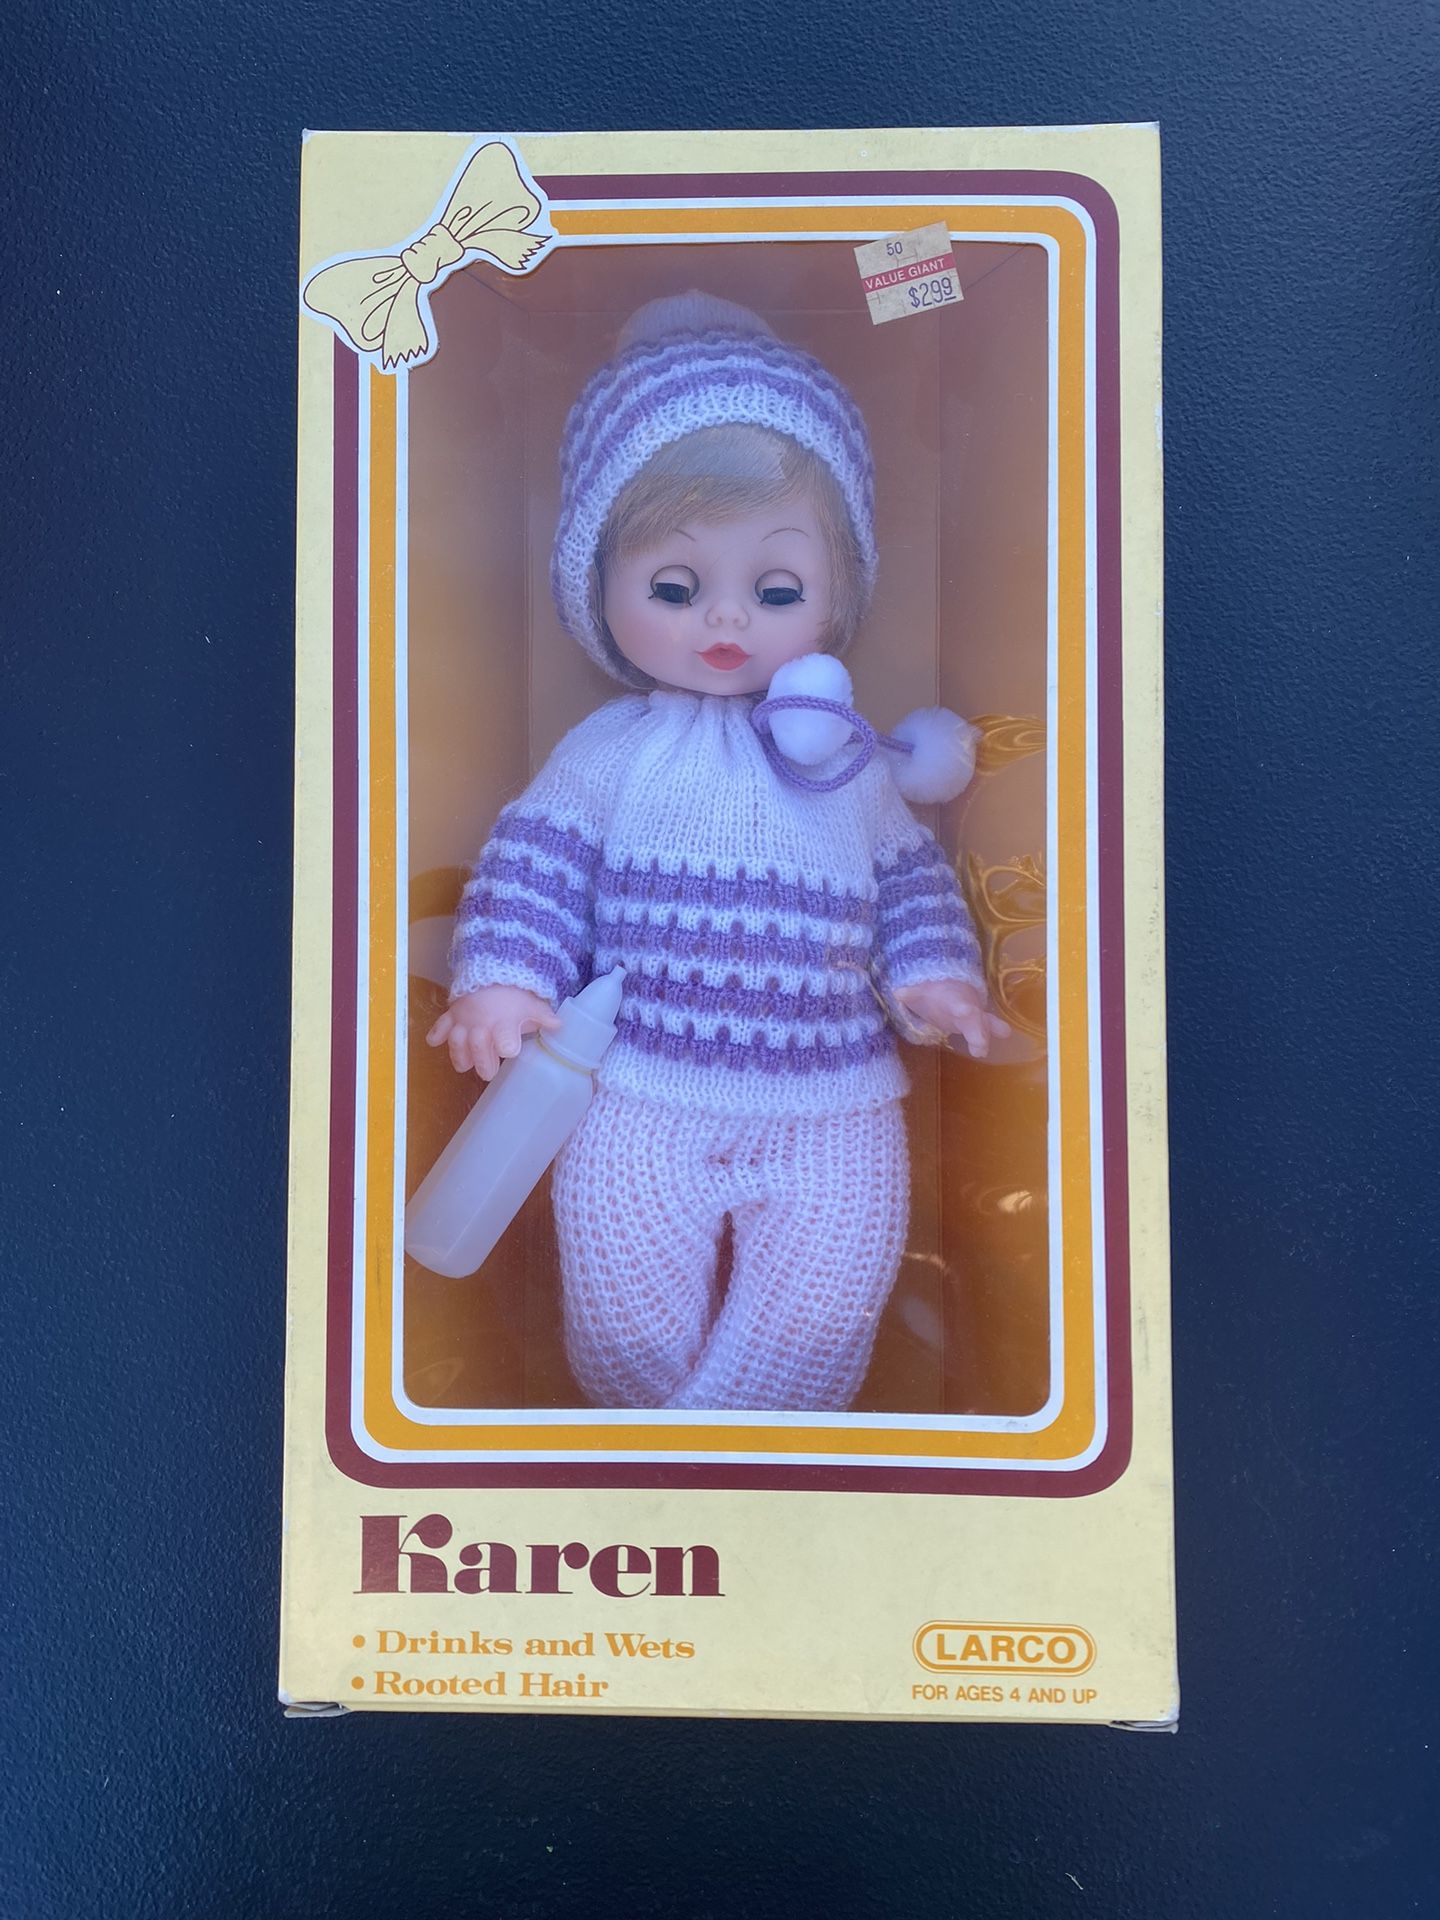 50
VALUE GIANT
$2.99
Karen
• Drinks and Wets
• Rooted Hair
LARCO
FOR AGES 4 AND UP